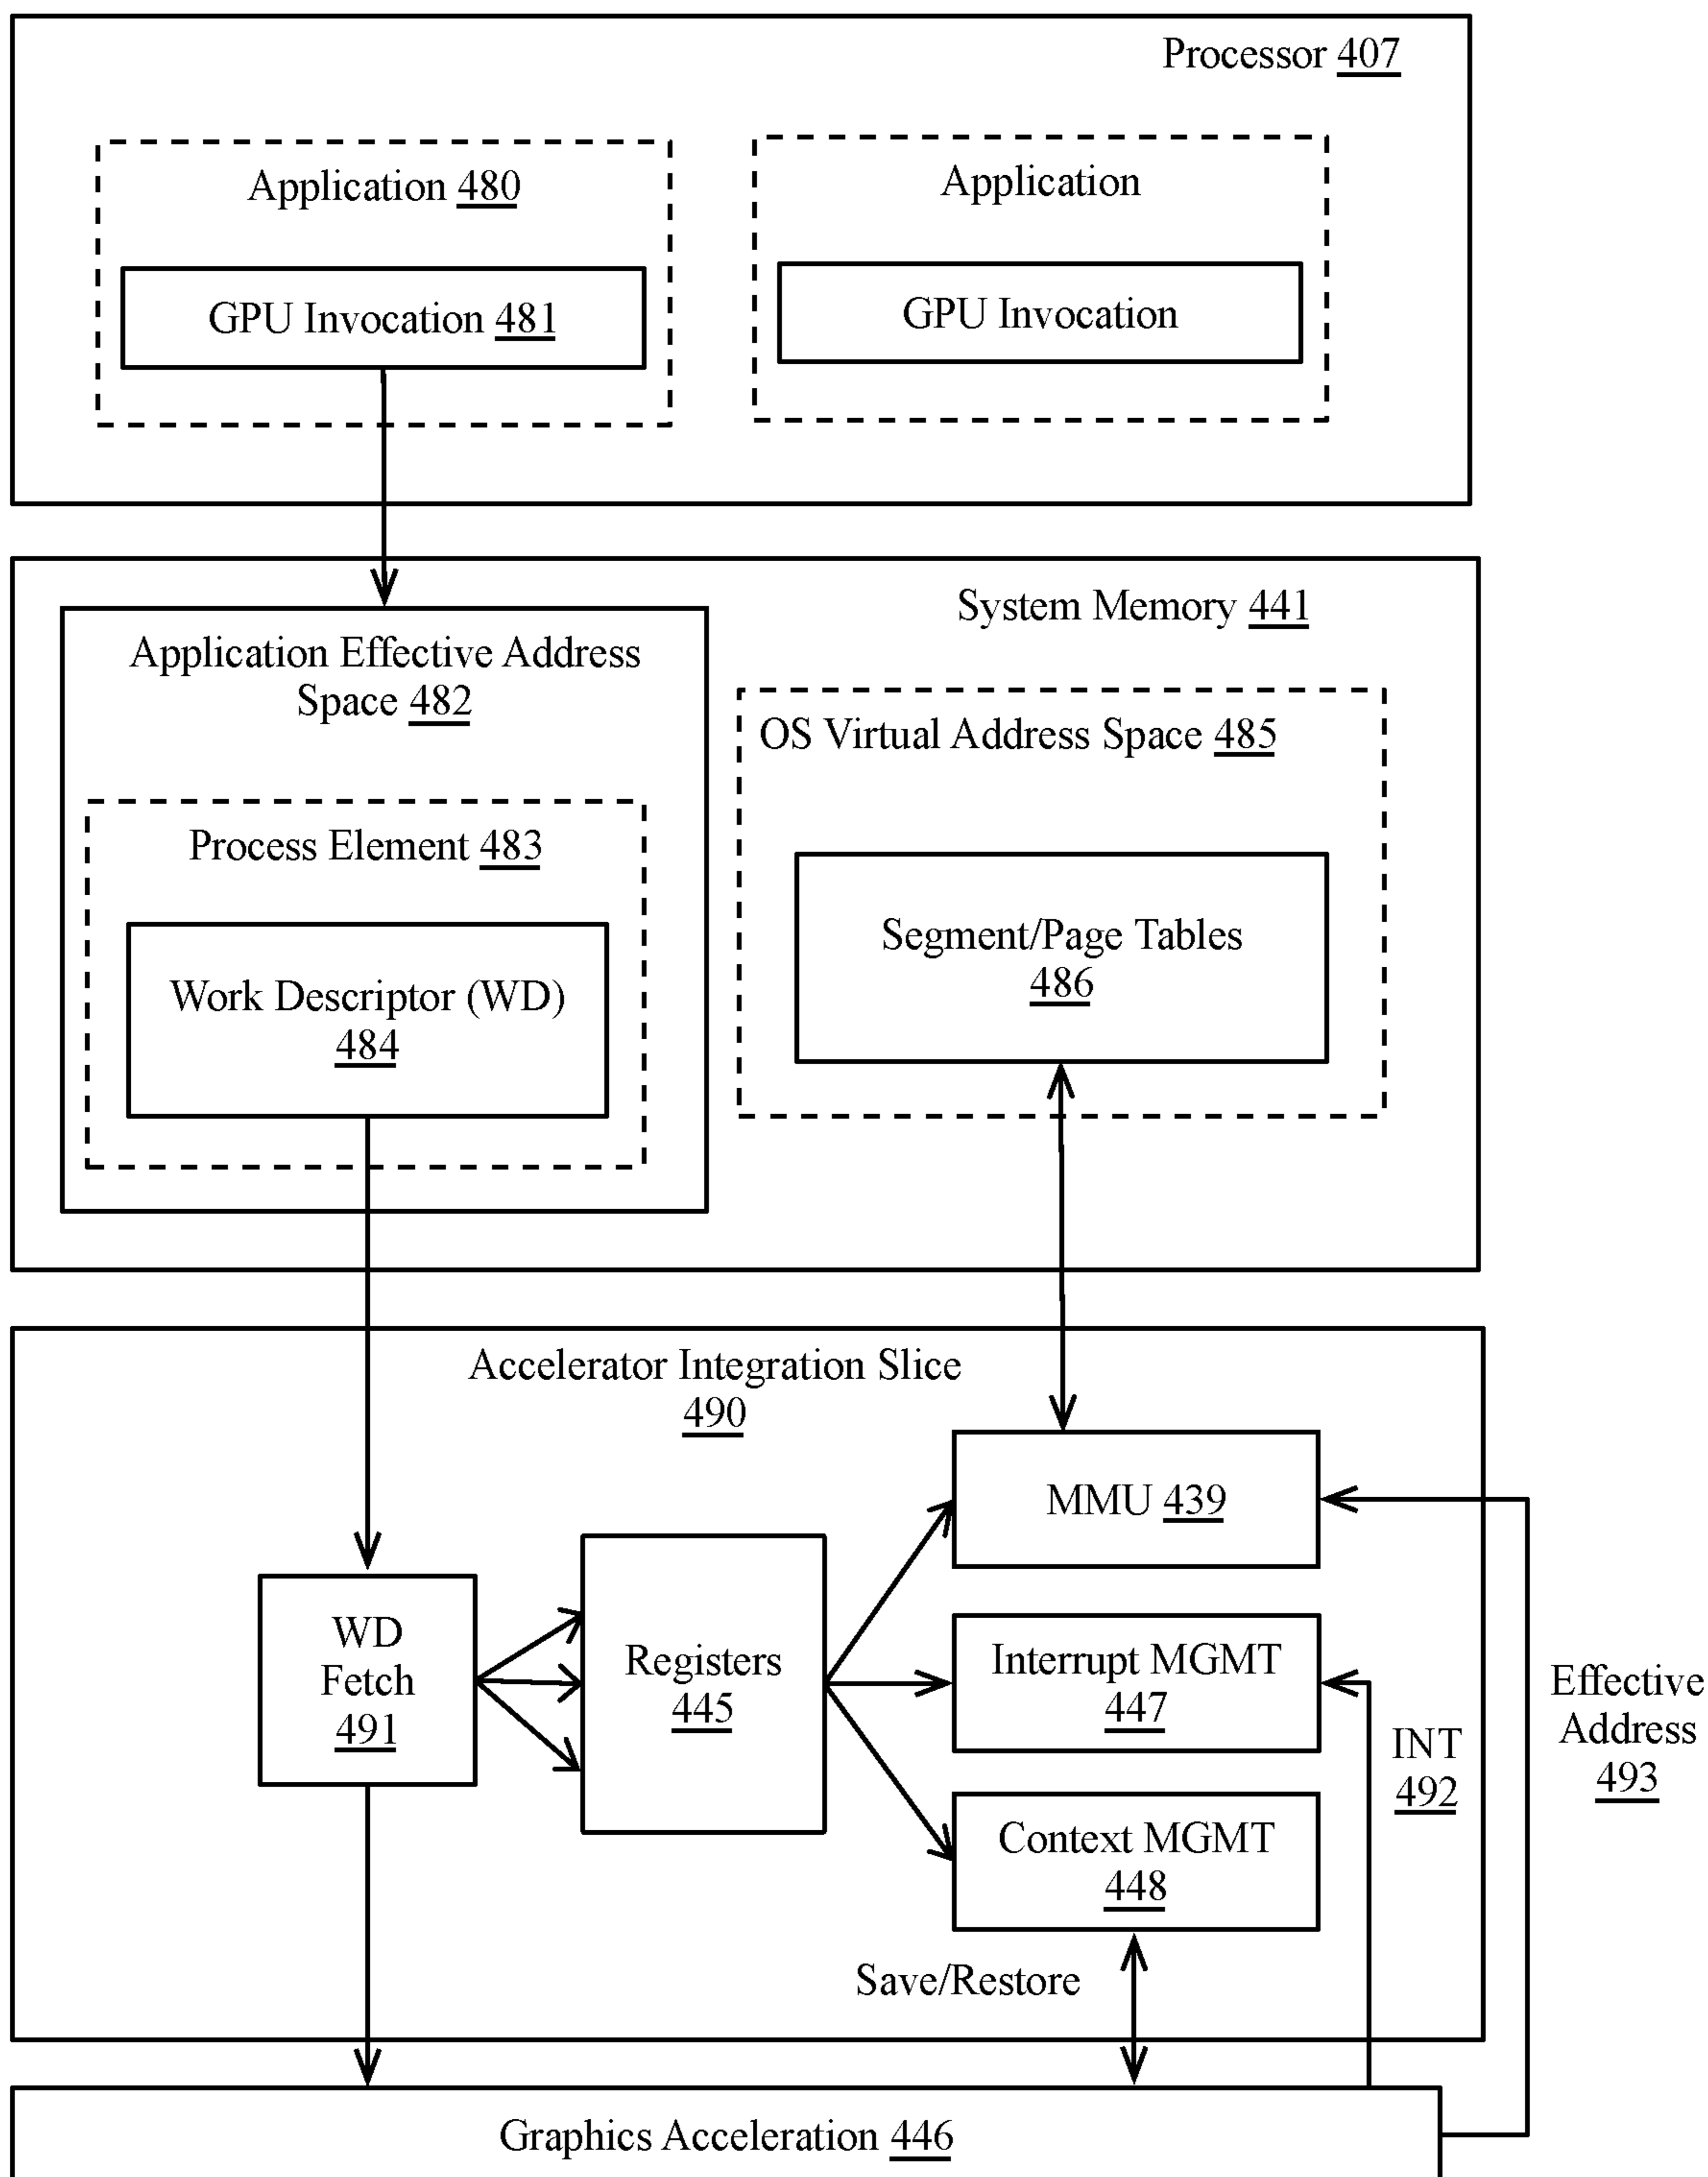 Processor 407
Application 480
Application
GPU Invocation 481
GPU Invocation
System Memory 441
Application Effective Address
Space 482
OS Virtual Address Space 485
Process Element 483
Segment/Page Tables
486
Work Descriptor (WD)
484
Accelerator Integration Slice
490
MMU 439
WD
Fetch
491
Registers
445
Interrupt MGMT
447
Effective
Address
493
INT
492
Context MGMT
448
Save/Restore
Graphics Acceleration 446